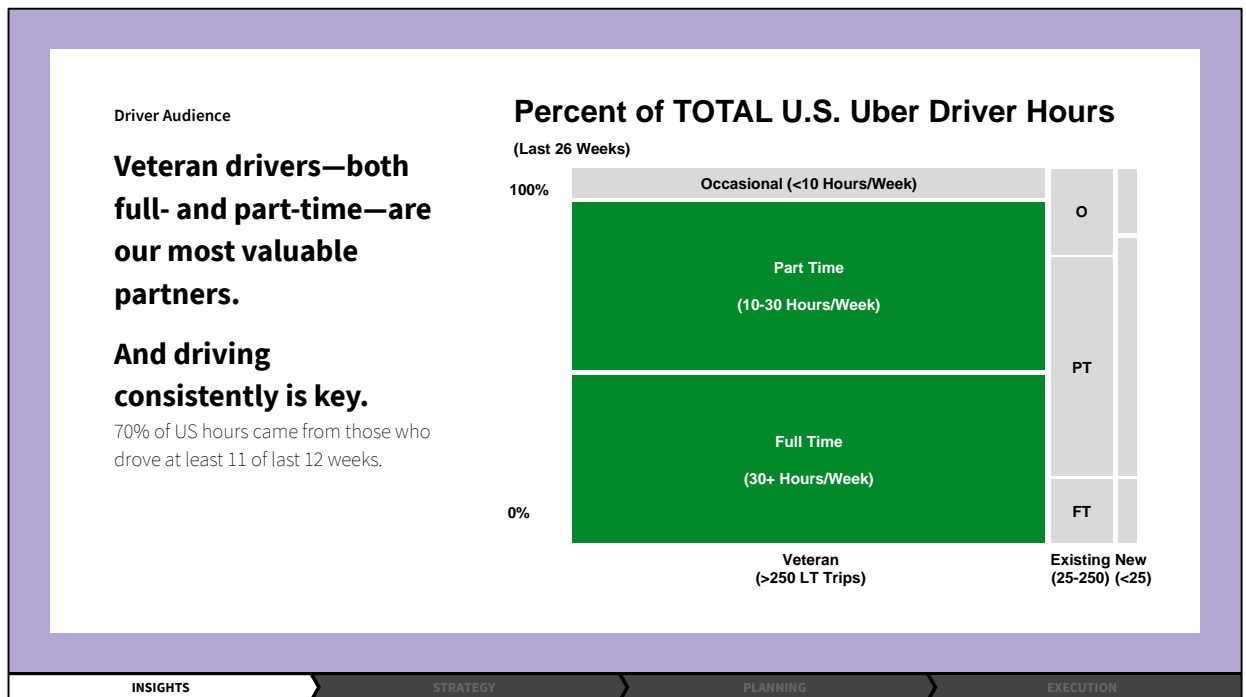 Driver Audience
Veteran drivers—both
full- and part-time—are
our most valuable
partners.
And driving
consistently is key.
70% of US hours came from those who
drove at least 11 of last 12 weeks.
Percent of TOTAL U.S. Uber Driver Hours
(Last 26 Weeks)
100%
Occasional (<10 Hours/Week)
Part Time
(10-30 Hours/Week)
Full Time
(30+ Hours/Week)
0%
O
PT
FT
Veteran
(>250 LT Trips)
Existing New
(25-250) (<25)
INSIGHTS
STRATEGY
PLANNING
EXECUTION